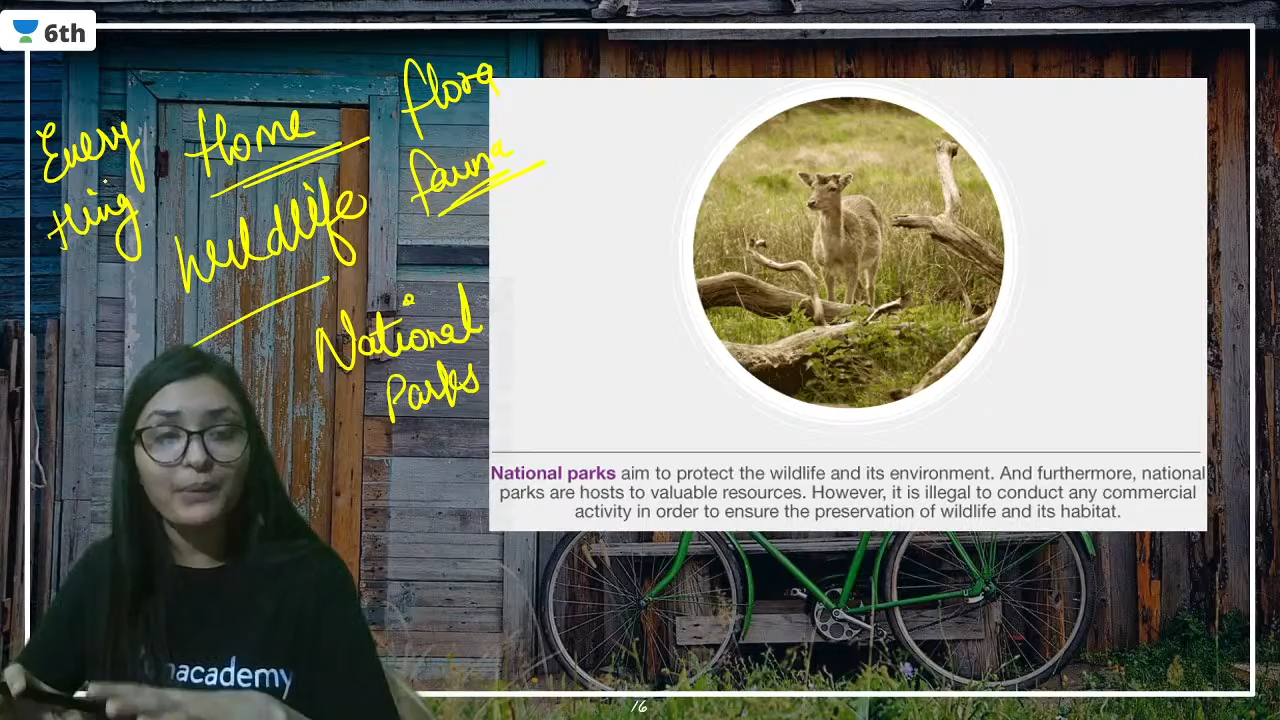 6th
Every
thing
Home
Wildlife
flora
fauna
National
Parks
National parks aim to protect the wildlife and its environment. And furthermore, national
parks are hosts to valuable resources. However, it is illegal to conduct any commercial
activity in order to ensure the preservation of wildlife and its habitat.
nacademy
16